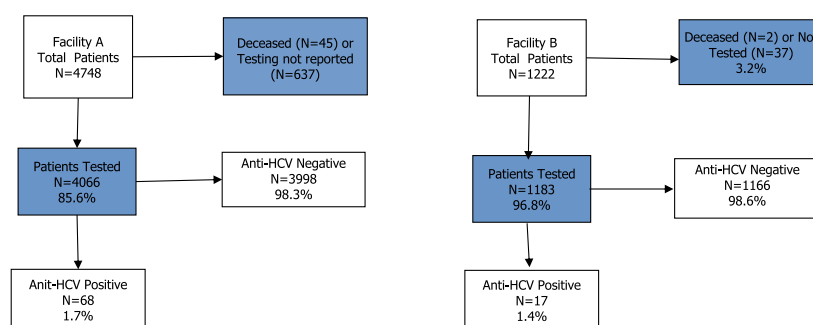 Facility A
Total Patients
N=4748
Deceased (N=45) or
Testing not reported
(N=637)
Patients Tested
N=4066
85.6%
Anti-HCV Negative
N=3998
98.3%
Anit-HCV Positive
N=68
1.7%
Facility B
Total Patients
N=1222
Deceased (N=2) or No
Tested (N=37)
3.2%
Patients Tested
N=1183
96.8%
Anti-HCV Negative
N=1166
98.6%
Anti-HCV Positive
N=17
1.4%